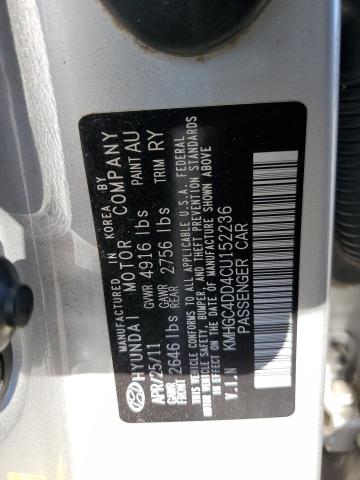 MANUFACTURED IN KOREA BY
HYUNDAI MOTOR COMPANY
APR/25/11 GVWR 4916 lbs PAINT AU
GAWR FRONT 2646 lbs GAWR REAR 2756 lbs TRIM RY
THIS VEHICLE CONFORMS TO ALL APPLICABLE U.S.A. FEDERAL
MOTOR VEHICLE SAFETY, BUMPER AND THEFT PREVENTION STANDARDS
IN EFFECT ON THE DATE OF MANUFACTURE SHOWN ABOVE
V.I.N KMHGC4DD4CU152236
PASSENGER CAR